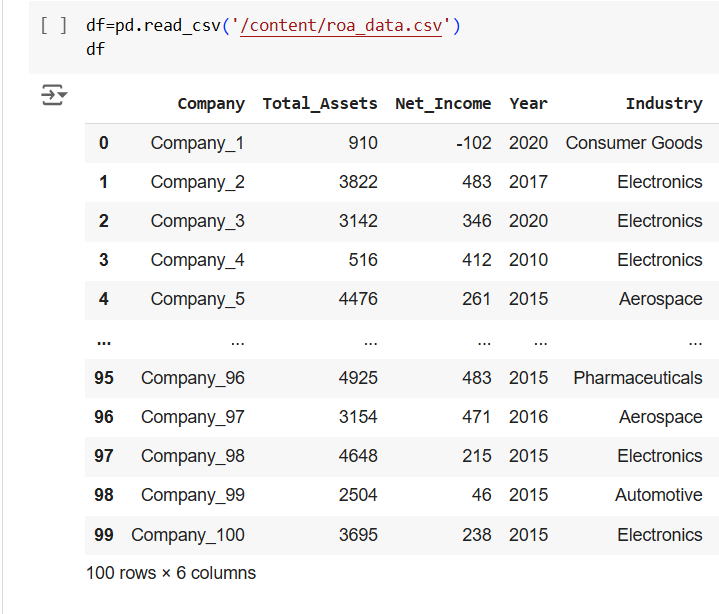 [ ] df=pd.read_csv('/content/roa_data.csv')
df
Company Total_Assets Net_Income Year Industry
0 Company_1 910 -102 2020 Consumer Goods
1 Company_2 3822 483 2017 Electronics
2 Company_3 3142 346 2020 Electronics
3 Company_4 516 412 2010 Electronics
4 Company_5 4476 261 2015 Aerospace
... ... ... ... ... ...
95 Company_96 4925 483 2015 Pharmaceuticals
96 Company_97 3154 471 2016 Aerospace
97 Company_98 4648 215 2015 Electronics
98 Company_99 2504 46 2015 Automotive
99 Company_100 3695 238 2015 Electronics
100 rows × 6 columns